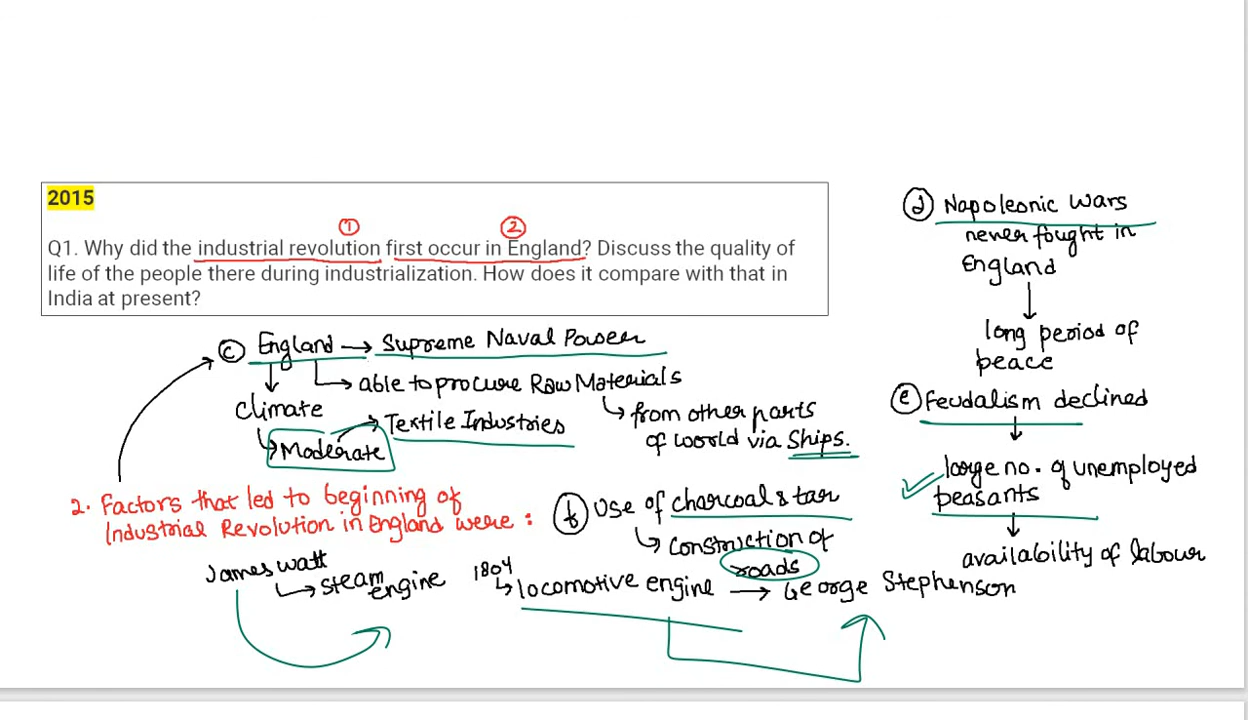 2015
① ②
Q1. Why did the industrial revolution first occur in England? Discuss the quality of
life of the people there during industrialization. How does it compare with that in
India at present?
ⓒ England → Supreme Naval Power
→ able to procure Raw Materials
climate
→ from other parts
of world via Ships.
→ Moderate → Textile Industries
2. Factors that led to beginning of
Industrial Revolution in England were :
James Watt
→ steam engine
ⓑ Use of charcoal & tar
→ construction of
roads
1804
→ locomotive engine → George Stephenson
ⓓ Napoleonic Wars
never fought in
England
↓
long period of
peace
ⓔ Feudalism declined
↓
large no. of unemployed
peasants
↓
availability of labour